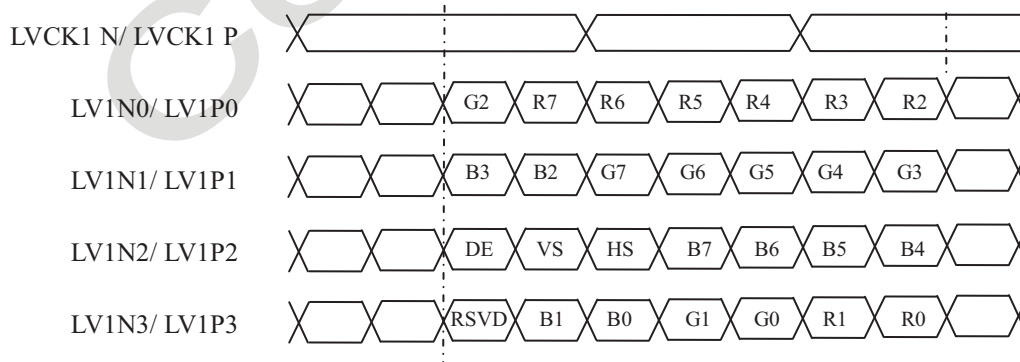 LVCK1 N/ LVCK1 P
LV1N0/ LV1P0 G2 R7 R6 R5 R4 R3 R2
LV1N1/ LV1P1 B3 B2 G7 G6 G5 G4 G3
LV1N2/ LV1P2 DE VS HS B7 B6 B5 B4
LV1N3/ LV1P3 RSVD B1 B0 G1 G0 R1 R0